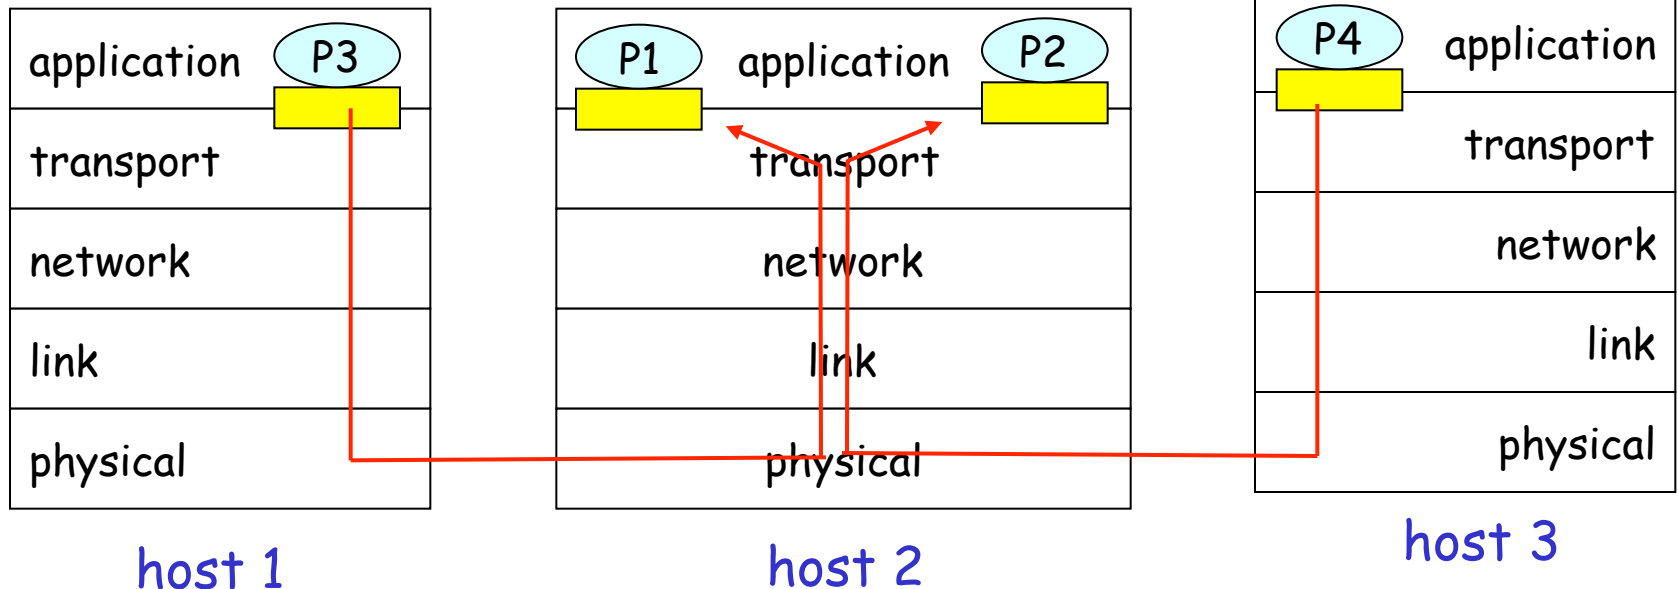 application
P3
transport
network
link
physical
host 1
P1
application
P2
transport
network
link
physical
host 2
P4
application
transport
network
link
physical
host 3